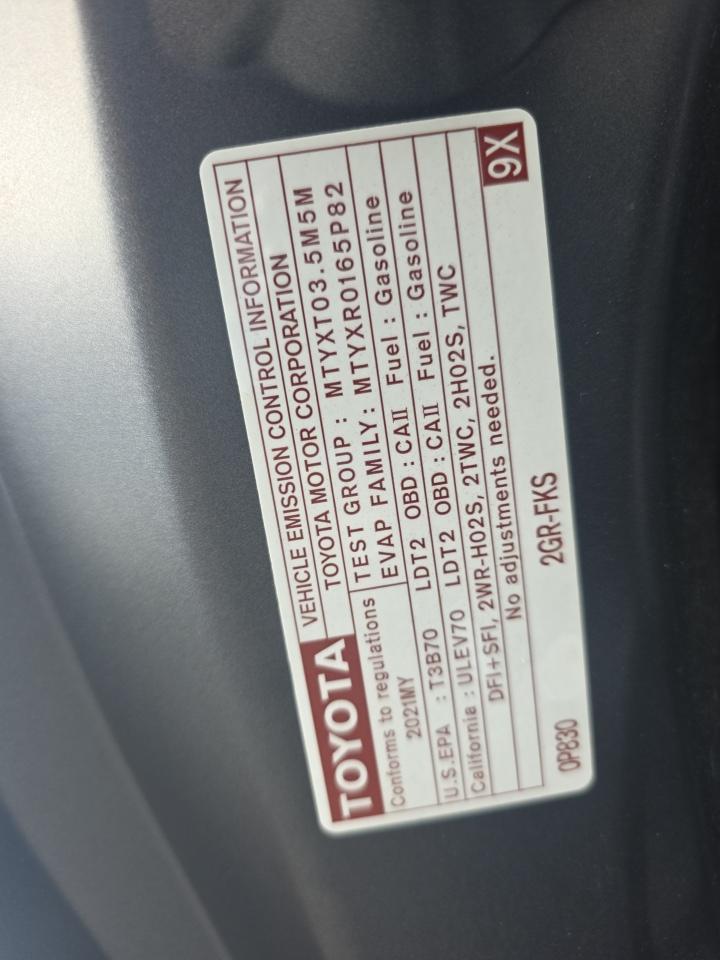 TOYOTA
VEHICLE EMISSION CONTROL INFORMATION
TOYOTA MOTOR CORPORATION
Conforms to regulations
2021MY
TEST GROUP : MTYXT03.5M5M
EVAP FAMILY: MTYXR0165P82
U.S.EPA : T3B70 LDT2 OBD : CAII Fuel : Gasoline
California : ULEV70 LDT2 OBD : CAII Fuel : Gasoline
DFI+SFI, 2WR-HO2S, 2TWC, 2HO2S, TWC
No adjustments needed.
0P830 2GR-FKS 9X